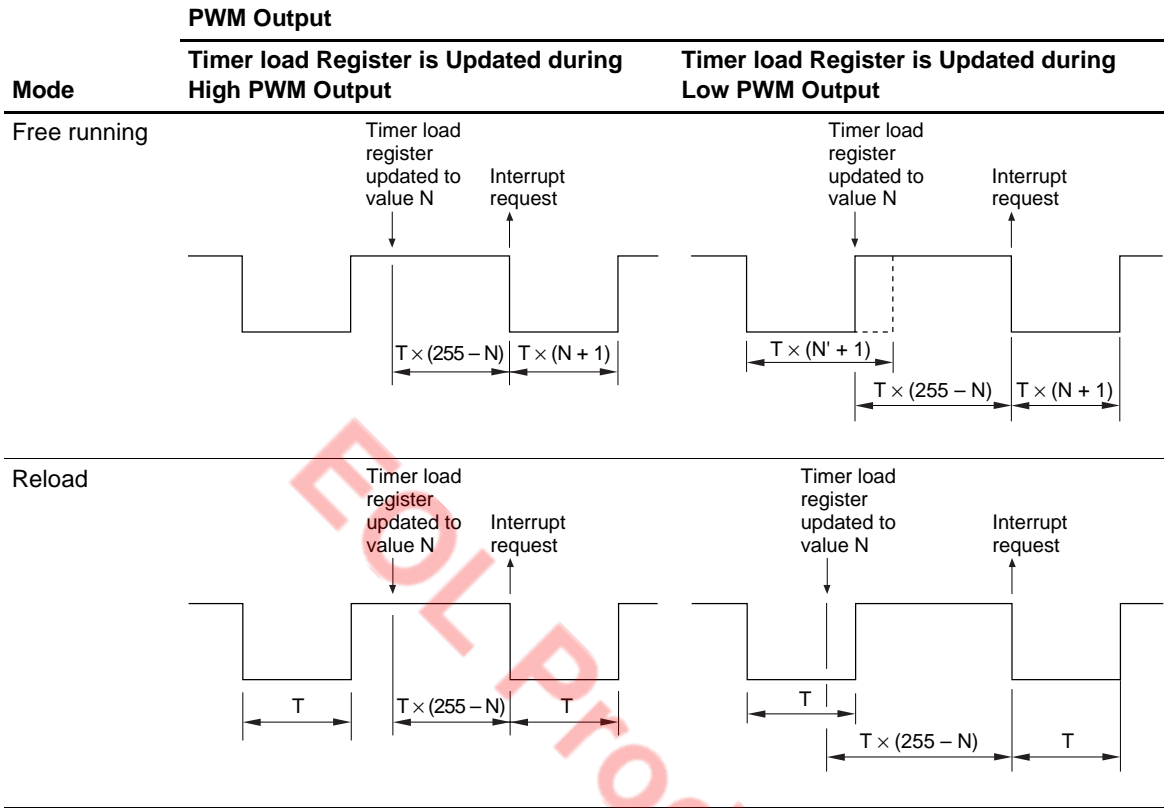 PWM Output
Mode
Timer load Register is Updated during
High PWM Output
Timer load Register is Updated during
Low PWM Output
Free running
Timer load
register
updated to
value N
Interrupt
request
T × (255 – N)
T × (N + 1)
Timer load
register
updated to
value N
Interrupt
request
T × (N' + 1)
T × (255 – N)
T × (N + 1)
Reload
Timer load
register
updated to
value N
Interrupt
request
T
T × (255 – N)
T
Timer load
register
updated to
value N
Interrupt
request
T
T × (255 – N)
T
EOL